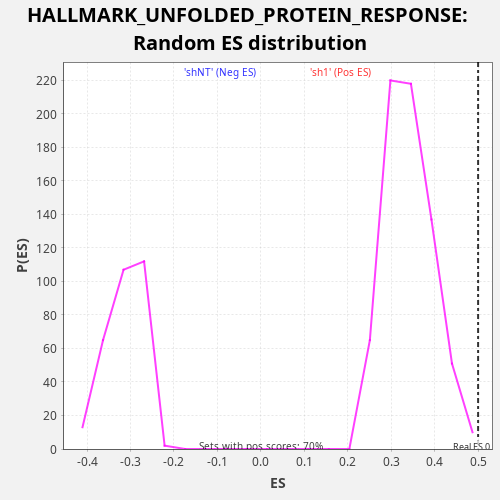 HALLMARK_UNFOLDED_PROTEIN_RESPONSE:
Random ES distribution
'shNT' (Neg ES) 'sh1' (Pos ES)
220
200
180
160
140
120
100
80
60
40
20
0
P(ES)
Sets with pos scores: 70%
Real ES 0
-0.4 -0.3 -0.2 -0.1 0.0 0.1 0.2 0.3 0.4 0.5
ES